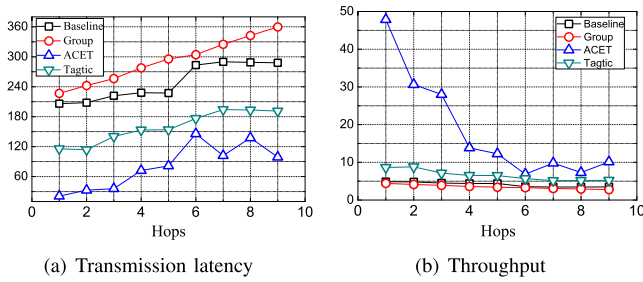 360
300
240
180
120
60
Baseline
Group
ACET
Tagtic
0 2 4 6 8 10
Hops
(a) Transmission latency
50
40
30
20
10
0
Baseline
Group
ACET
Tagtic
0 2 4 6 8 10
Hops
(b) Throughput